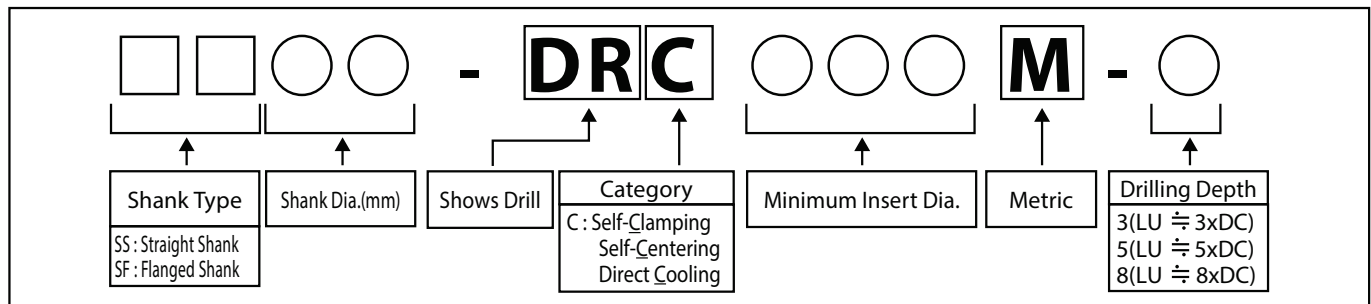 - DRC M -
Shank Type
SS : Straight Shank
SF : Flanged Shank
Shank Dia.(mm)
Shows Drill
Category
C : Self-Clamping
Self-Centering
Direct Cooling
Minimum Insert Dia.
Metric
Drilling Depth
3(LU ≒ 3xDC)
5(LU ≒ 5xDC)
8(LU ≒ 8xDC)